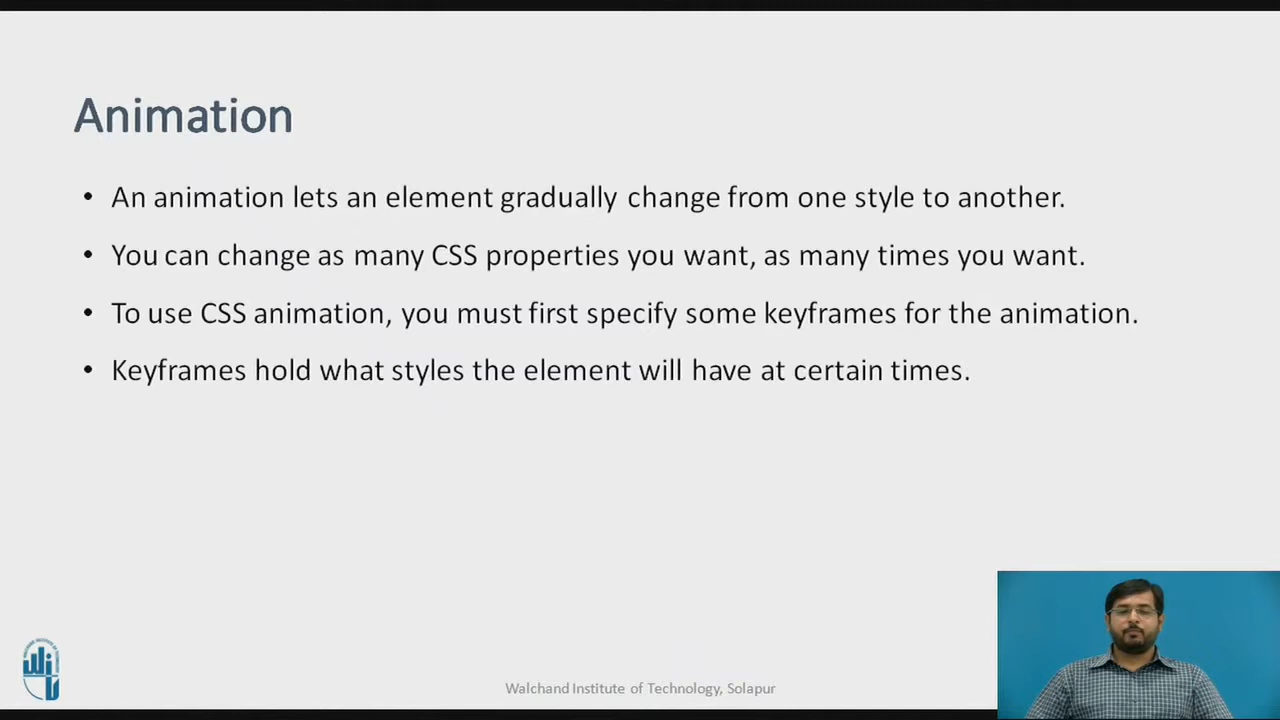 Animation
• An animation lets an element gradually change from one style to another.
• You can change as many CSS properties you want, as many times you want.
• To use CSS animation, you must first specify some keyframes for the animation.
• Keyframes hold what styles the element will have at certain times.
Walchand Institute of Technology, Solapur